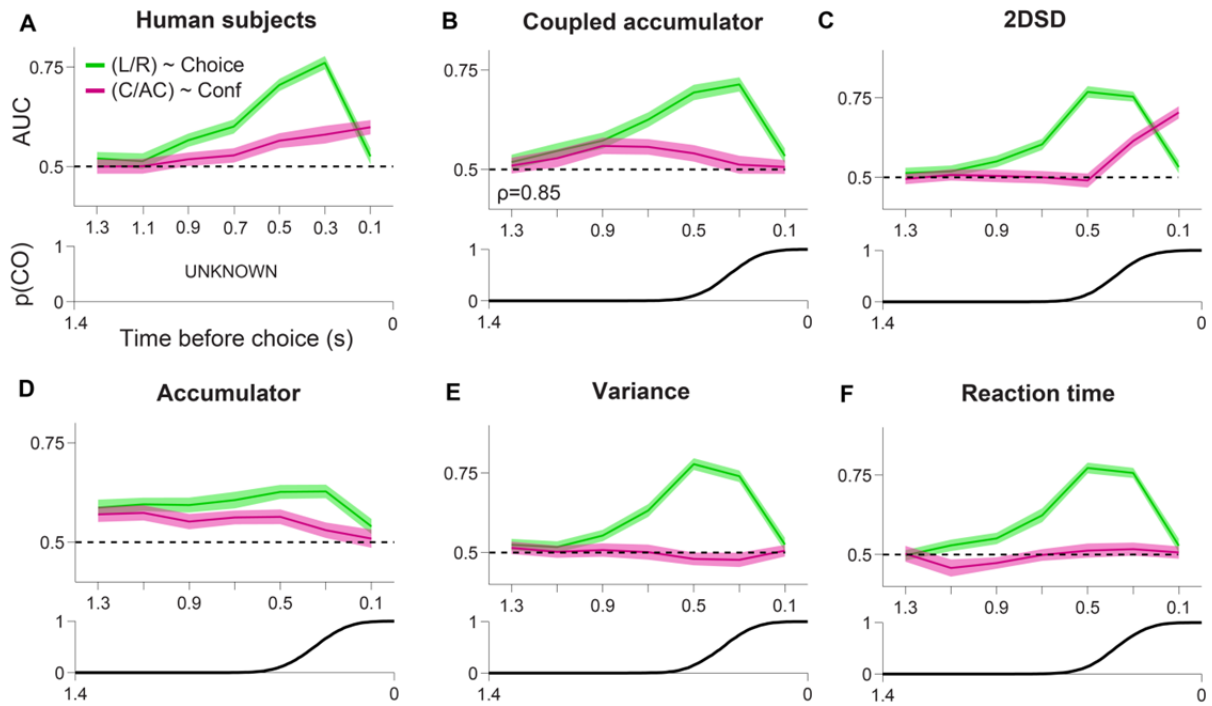 A
Human subjects
AUC
0.75
0.5
(L/R) ~ Choice
(C/AC) ~ Conf
1.3 1.1 0.9 0.7 0.5 0.3 0.1
p(CO)
1
0
UNKNOWN
1.4 0
Time before choice (s)
B
Coupled accumulator
0.75
0.5
ρ=0.85
1.3 0.9 0.5 0.1
1
0
1.4 0
C
2DSD
0.75
0.5
1.3 0.9 0.5 0.1
1
0
1.4 0
D
Accumulator
0.75
0.5
1.3 0.9 0.5 0.1
1
0
1.4 0
E
Variance
0.75
0.5
1.3 0.9 0.5 0.1
1
0
1.4 0
F
Reaction time
0.75
0.5
1.3 0.9 0.5 0.1
1
0
1.4 0